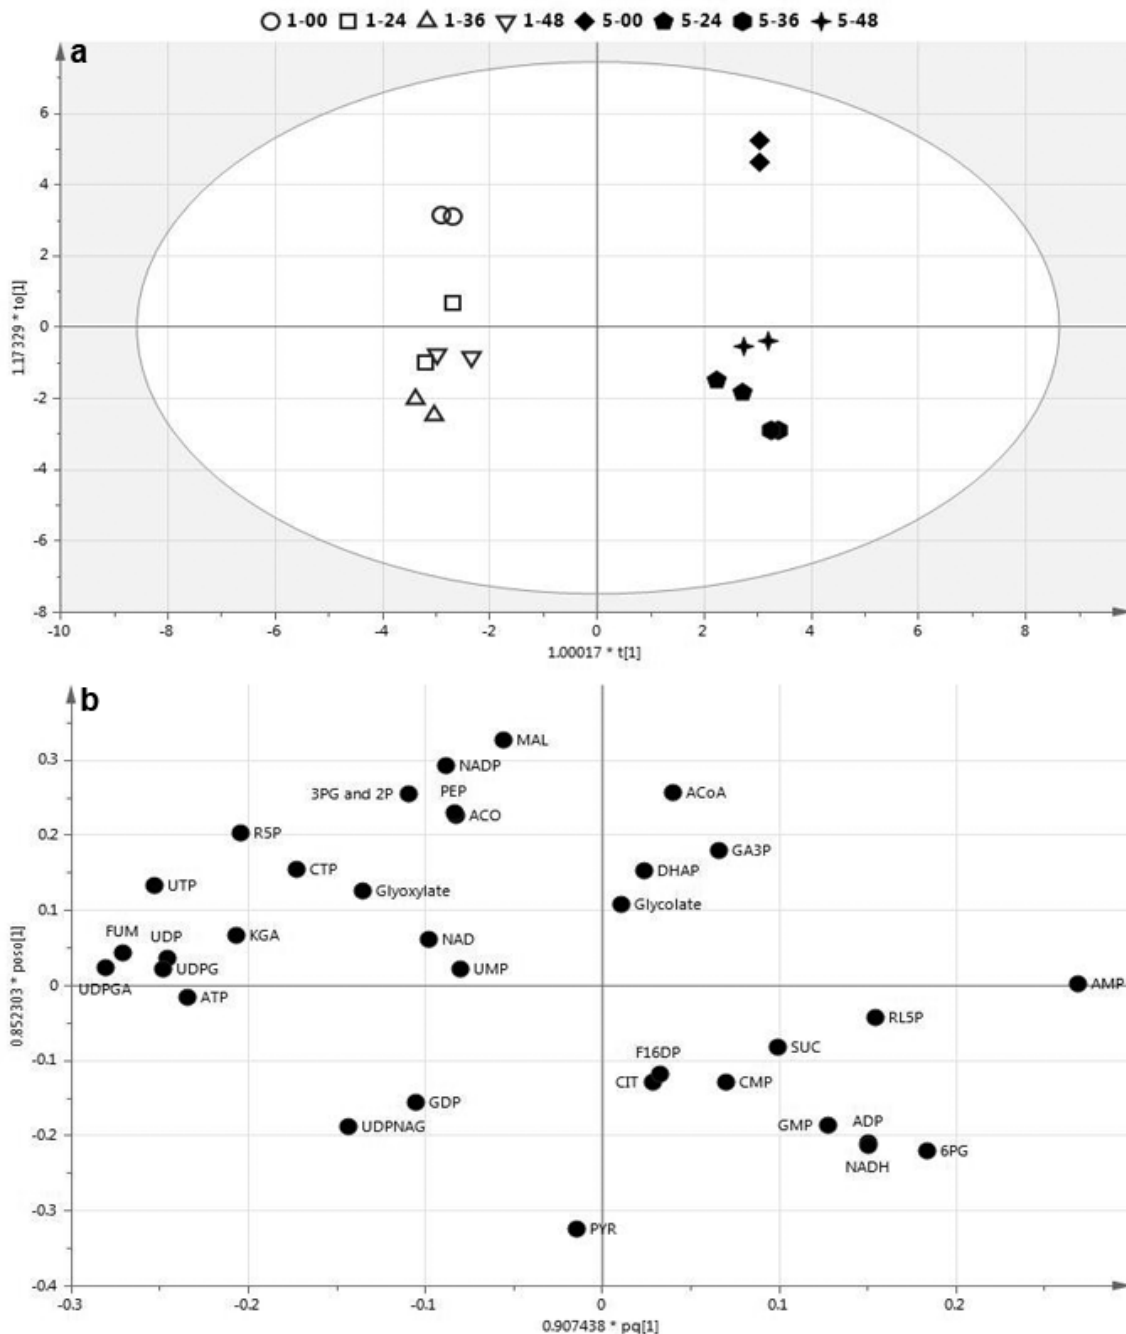 1-00 1-24 1-36 1-48 5-00 5-24 5-36 5-48
a
6
4
2
0
-2
-4
-6
-8
1.17329 * to[1]
-10 -8 -6 -4 -2 0 2 4 6 8
1.00017 * t[1]
b
MAL
0.3
NADP
3PG and 2P
PEP
ACoA
ACO
0.2
R5P
GA3P
CTP
DHAP
UTP
Glyoxylate
0.1
Glycolate
FUM
UDP
KGA
NAD
UDPG
UMP
0
UDPGA
ATP
AMP
RL5P
SUC
-0.1
F16DP
CIT
CMP
GDP
UDPNAG
GMP
ADP
-0.2
NADH
6PG
-0.3
PYR
-0.4
0.852303 * poso[1]
-0.3 -0.2 -0.1 0 0.1 0.2
0.907438 * pq[1]